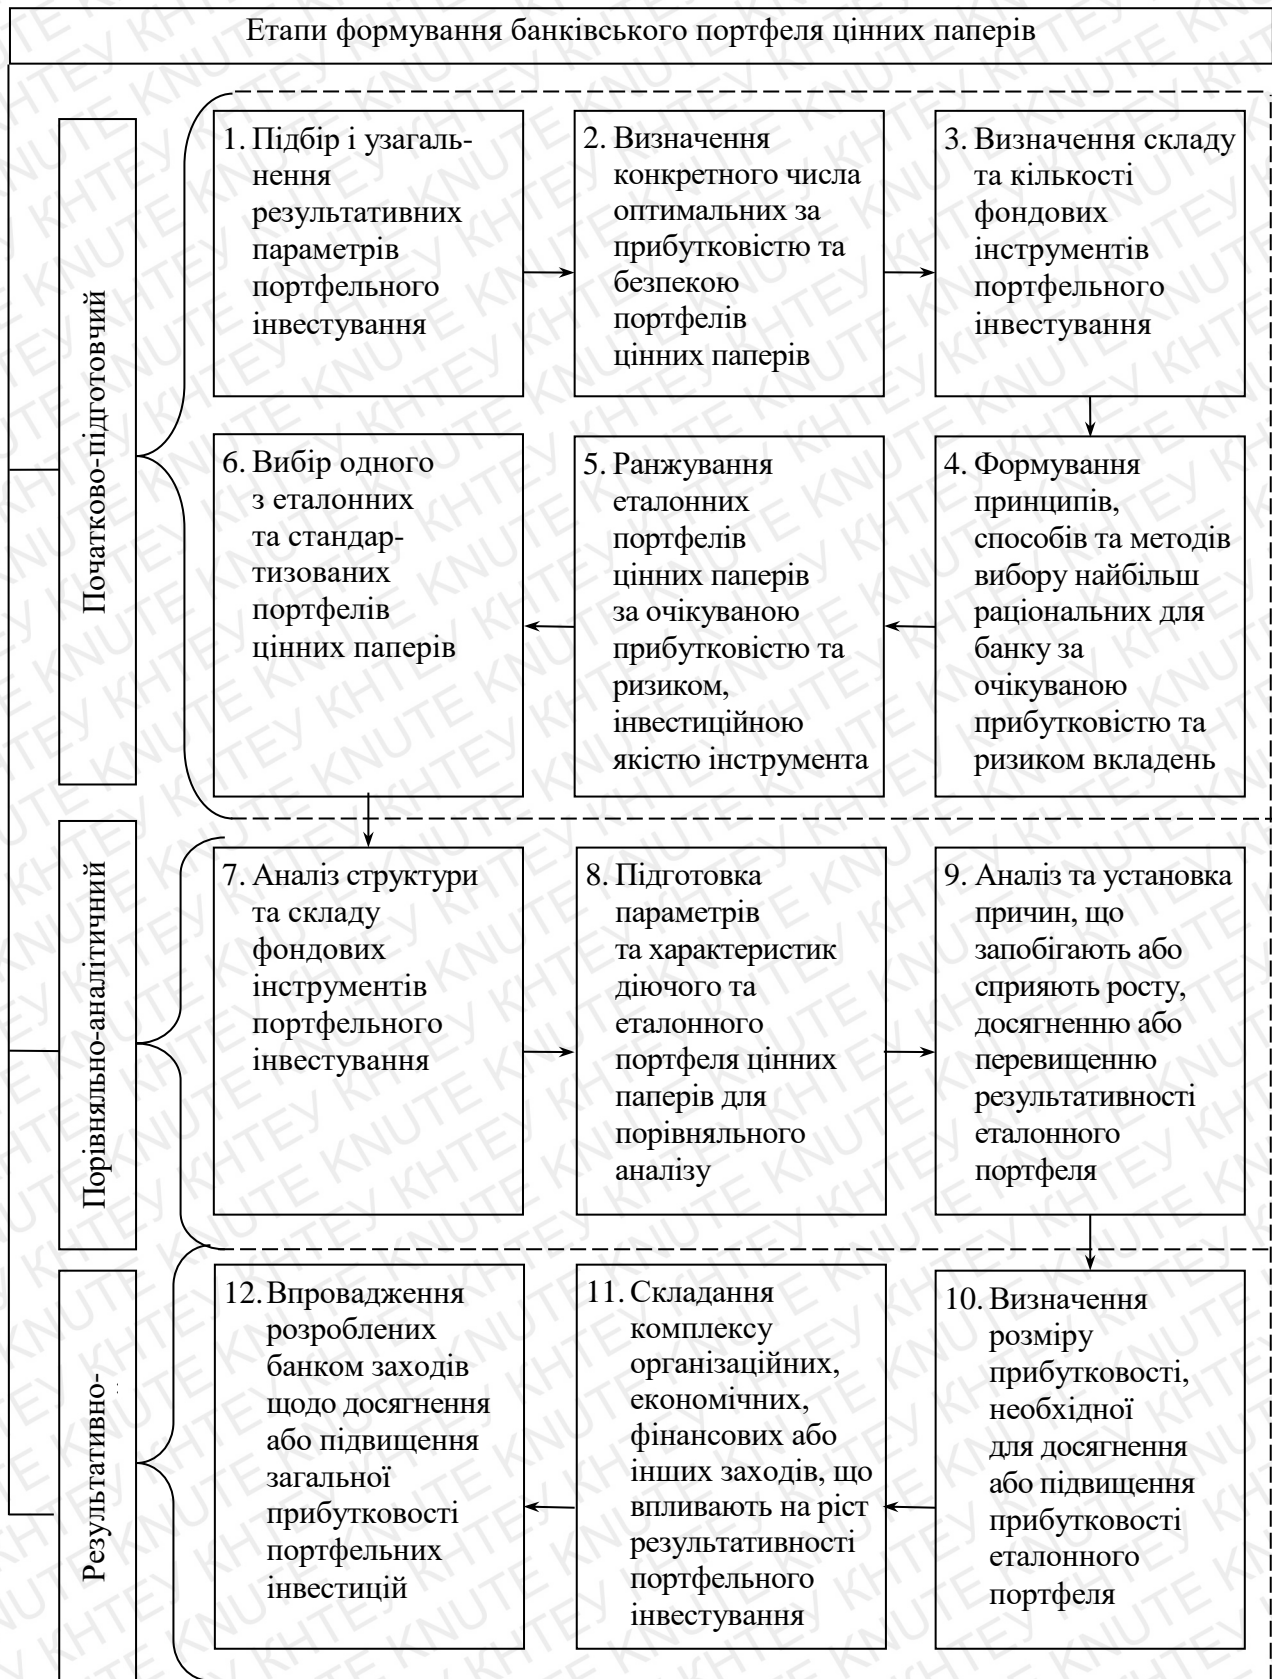 Етапи формування банківського портфеля цінних паперів
Початково-підготовчий
1. Підбір і узагаль-
нення
результативних
параметрів
портфельного
інвестування
2. Визначення
конкретного числа
оптимальних за
прибутковістю та
безпекою
портфелів
цінних паперів
3. Визначення складу
та кількості
фондових
інструментів
портфельного
інвестування
4. Формування
принципів,
способів та методів
вибору найбільш
раціональних для
банку за
очікуваною
прибутковістю та
ризиком вкладень
5. Ранжування
еталонних
портфелів
цінних паперів
за очікуваною
прибутковістю та
ризиком,
інвестиційною
якістю інструмента
6. Вибір одного
з еталонних
та стандар-
тизованих
портфелів
цінних паперів
Порівняльно-аналітичний
7. Аналіз структури
та складу
фондових
інструментів
портфельного
інвестування
8. Підготовка
параметрів
та характеристик
діючого та
еталонного
портфеля цінних
паперів для
порівняльного
аналізу
9. Аналіз та установка
причин, що
запобігають або
сприяють росту,
досягненню або
перевищенню
результативності
еталонного
портфеля
Результативно-
10. Визначення
розміру
прибутковості,
необхідної
для досягнення
або підвищення
прибутковості
еталонного
портфеля
11. Складання
комплексу
організаційних,
економічних,
фінансових або
інших заходів, що
впливають на ріст
результативності
портфельного
інвестування
12. Впровадження
розроблених
банком заходів
щодо досягнення
або підвищення
загальної
прибутковості
портфельних
інвестицій